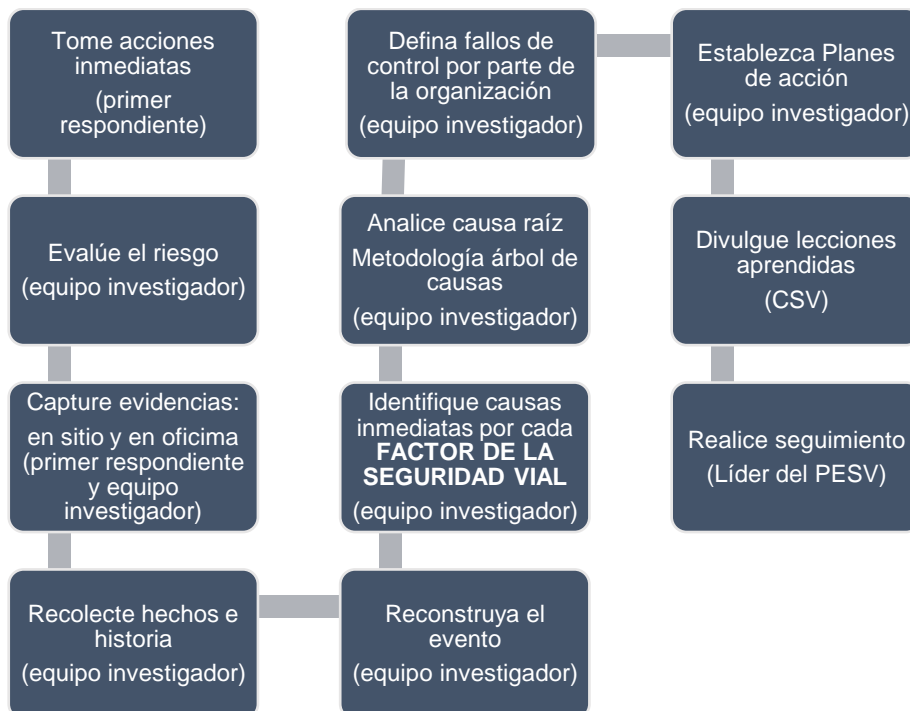 Tome acciones
inmediatas
(primer
respondiente)
Evalúe el riesgo
(equipo investigador)
Capture evidencias:
en sitio y en oficima
(primer respondiente
y equipo
investigador)
Recolecte hechos e
historia
(equipo investigador)
Reconstruya el
evento
(equipo investigador)
Identifique causas
inmediatas por cada
FACTOR DE LA
SEGURIDAD VIAL
(equipo investigador)
Analice causa raíz
Metodología árbol de
causas
(equipo investigador)
Defina fallos de
control por parte de
la organización
(equipo investigador)
Establezca Planes
de acción
(equipo investigador)
Divulgue lecciones
aprendidas
(CSV)
Realice seguimiento
(Líder del PESV)